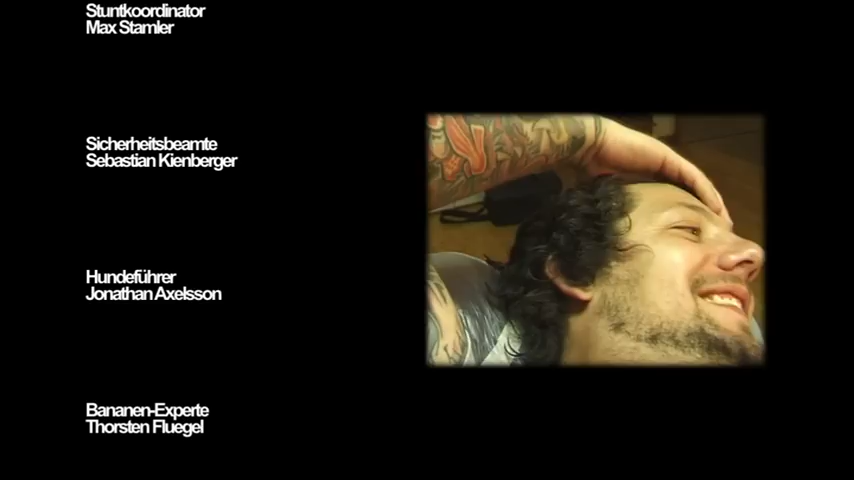 Stuntkoordinator
Max Stamler
Sicherheitsbeamte
Sebastian Kienberger
Hundeführer
Jonathan Axelsson
Bananen-Experte
Thorsten Fluegel